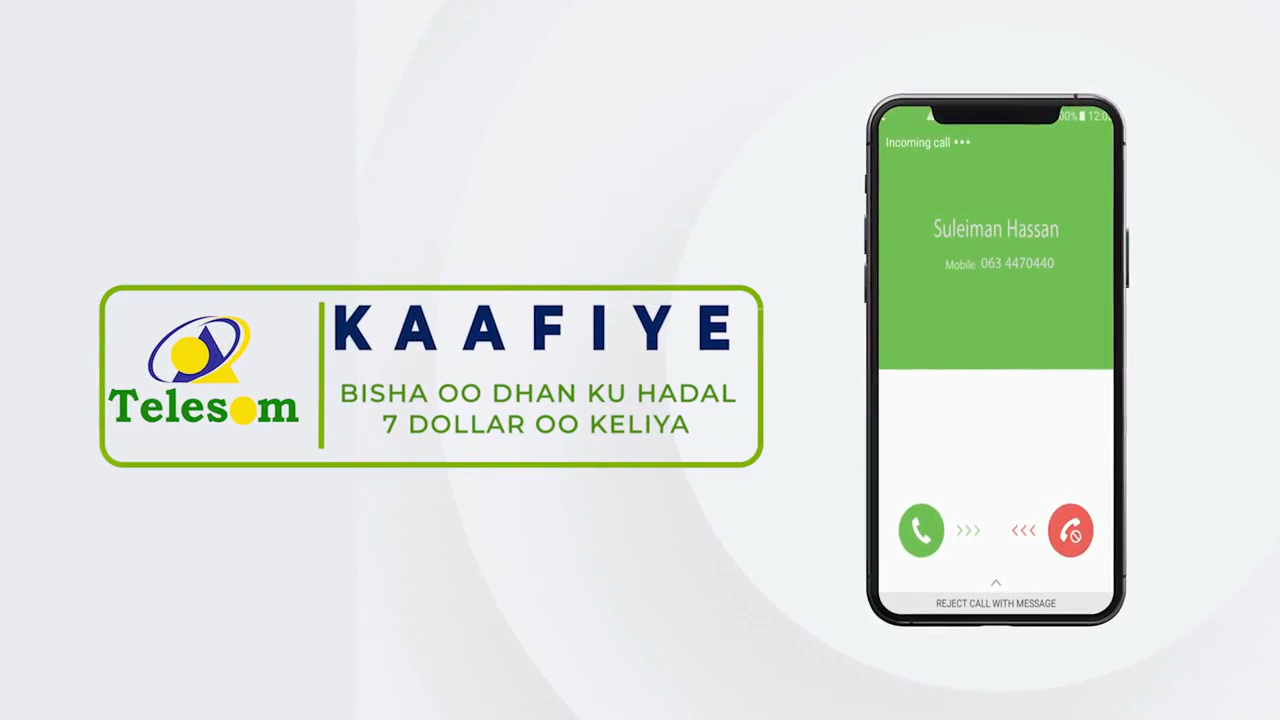 Telesom
KAAFIYE
BISHA OO DHAN KU HADAL
7 DOLLAR OO KELIYA
Incoming call •••
Suleiman Hassan
Mobile 063 4470440
REJECT CALL WITH MESSAGE